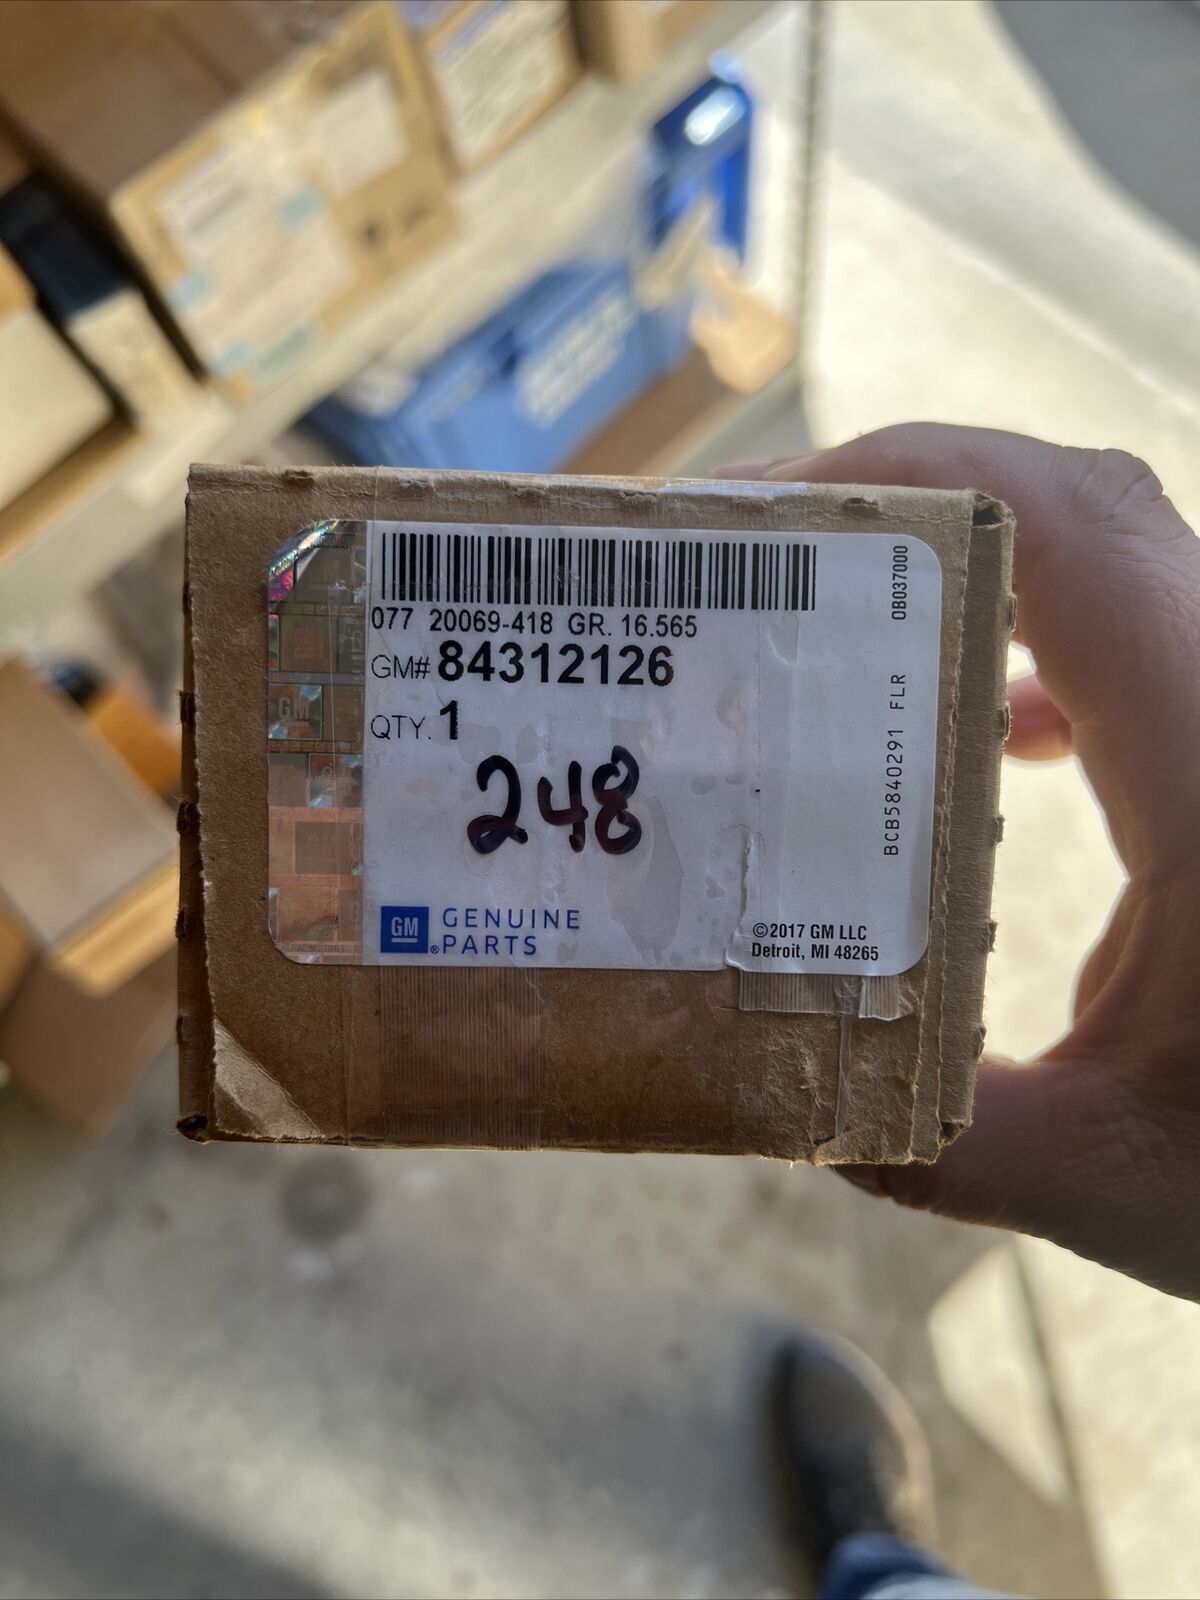 077 20069-418 GR. 16.565
GM# 84312126
QTY. 1
248
GM
GENUINE
® PARTS
©2017 GM LLC
Detroit, MI 48265
BCB5840291 FLR 0B037000
GM